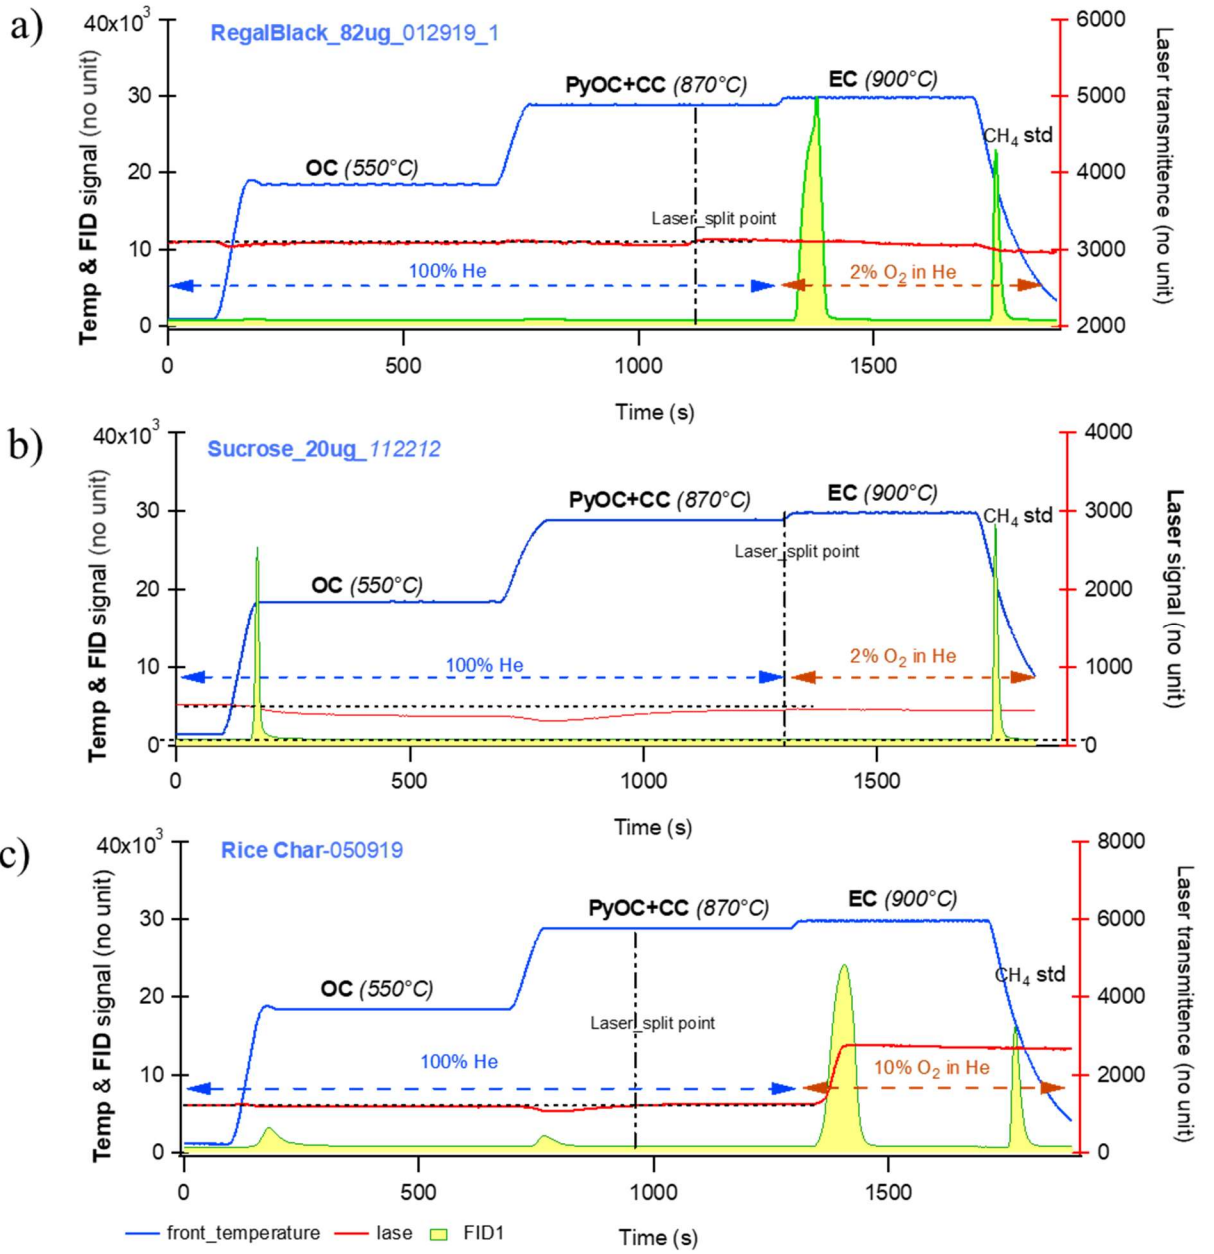 a)
RegalBlack_82ug_012919_1
40x10³
30
20
10
0
Temp & FID signal (no unit)
OC (550°C)
PyOC+CC (870°C)
EC (900°C)
CH₄ std
Laser_split point
100% He
2% O₂ in He
6000
5000
4000
3000
2000
Laser transmittence (no unit)
0
500
1000
1500
Time (s)
b)
Sucrose_20ug_112212
40x10³
30
20
10
0
Temp & FID signal (no unit)
OC (550°C)
PyOC+CC (870°C)
EC (900°C)
CH₄ std
Laser_split point
100% He
2% O₂ in He
4000
3000
2000
1000
0
Laser signal (no unit)
0
500
1000
1500
Time (s)
c)
Rice Char-050919
40x10³
30
20
10
0
Temp & FID signal (no unit)
OC (550°C)
PyOC+CC (870°C)
EC (900°C)
CH₄ std
Laser_split point
100% He
10% O₂ in He
8000
6000
4000
2000
0
Laser transmittence (no unit)
0
500
1000
1500
Time (s)
front_temperature
lase
FID1